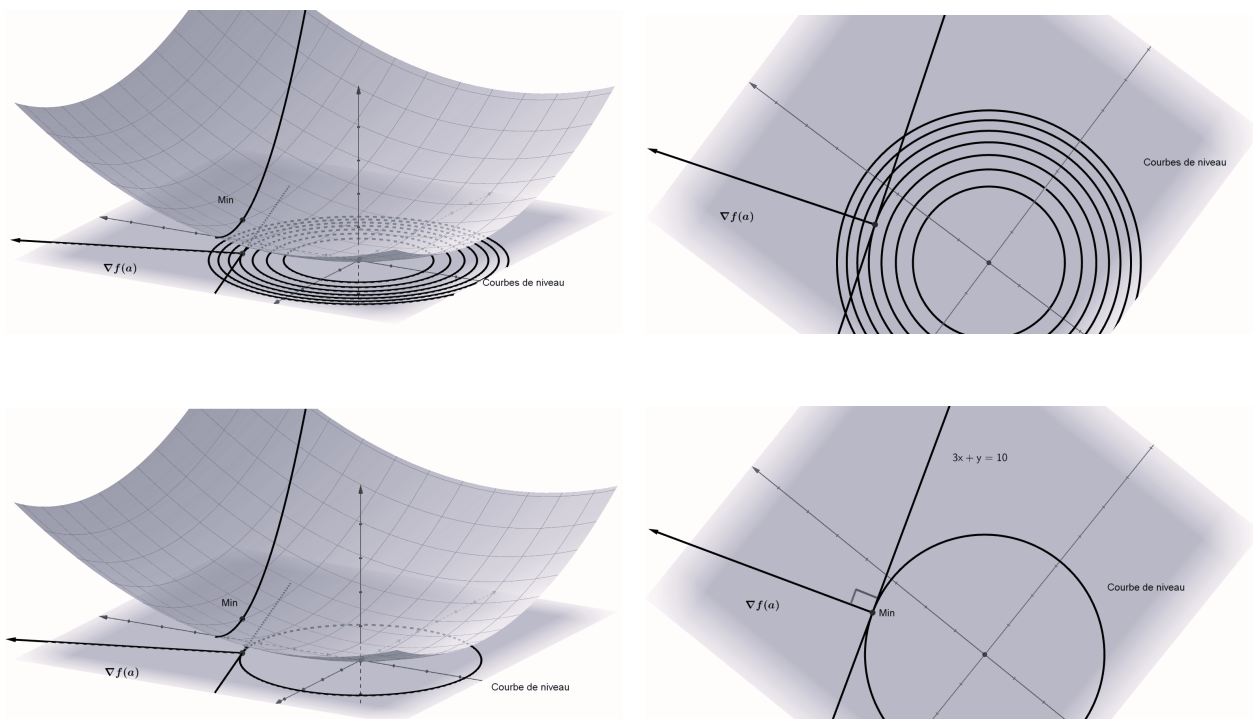 Min
∇f(a)
Courbes de niveau
Courbes de niveau
∇f(a)
Min
∇f(a)
Courbe de niveau
3x + y = 10
Courbe de niveau
∇f(a)
Min